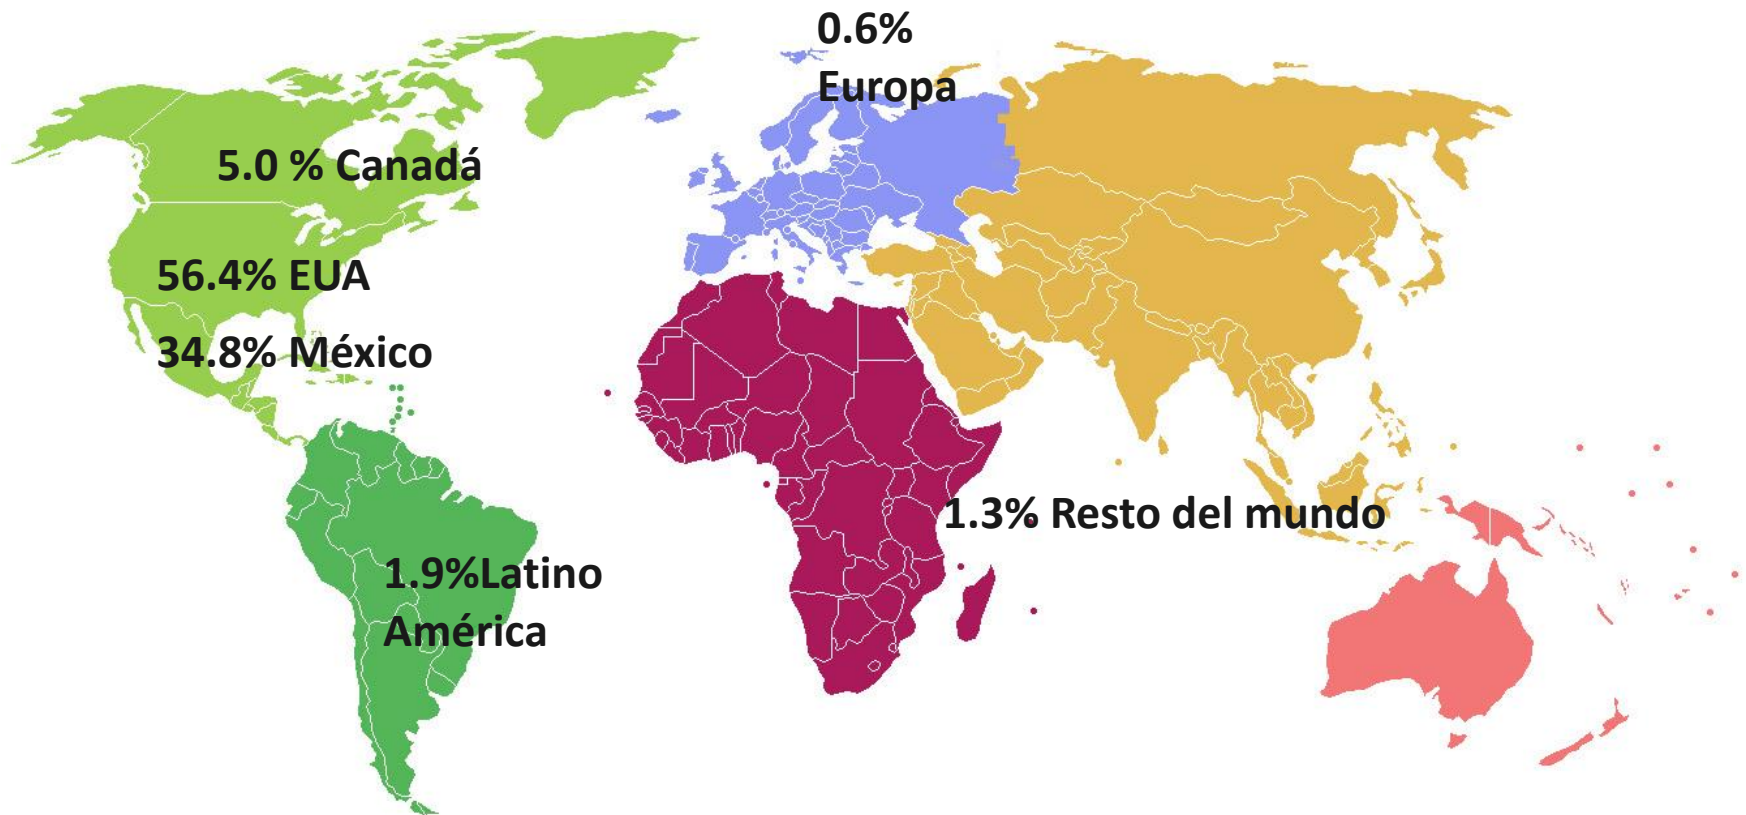 0.6%
Europa
5.0 % Canadá
56.4% EUA
34.8% México
1.3% Resto del mundo
1.9%Latino
América